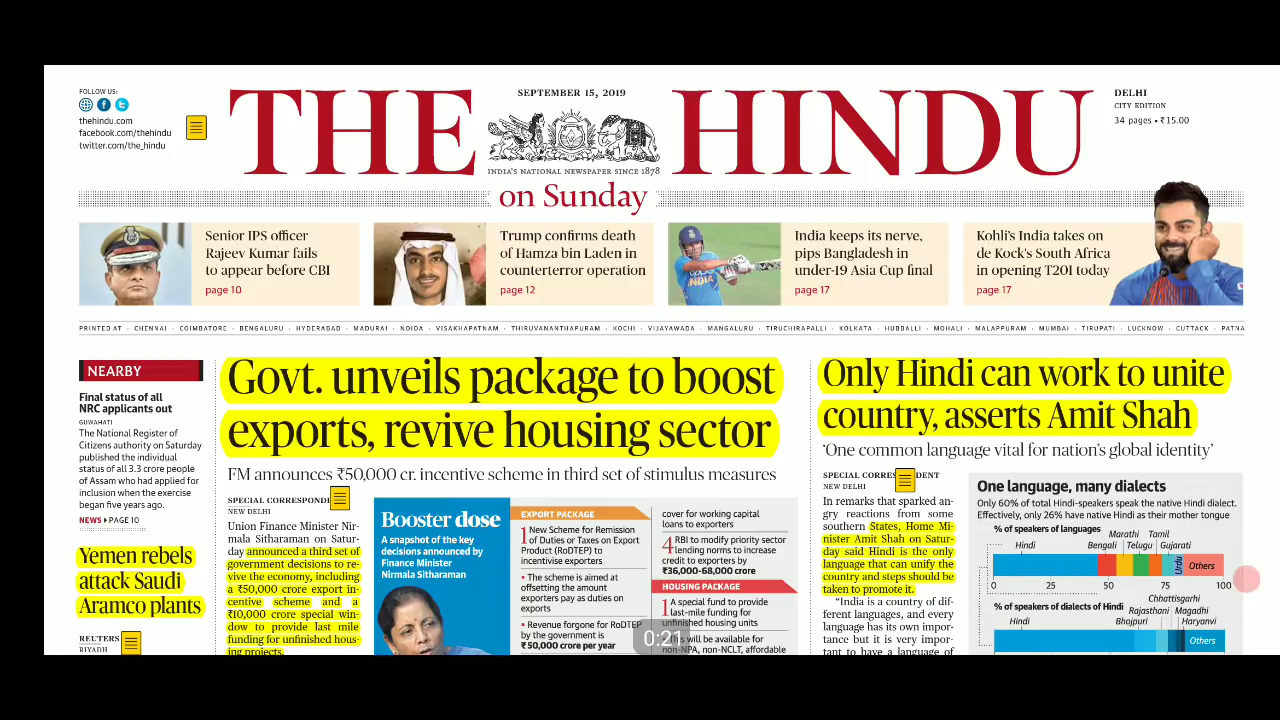 FOLLOW US:
thehindu.com
facebook.com/thehindu
twitter.com/the_hindu
THE HINDU
SEPTEMBER 15, 2019
INDIA'S NATIONAL NEWSPAPER SINCE 1878
on Sunday
DELHI
CITY EDITION
34 pages • ₹15.00
Senior IPS officer
Rajeev Kumar fails
to appear before CBI
page 10
Trump confirms death
of Hamza bin Laden in
counterterror operation
page 12
India keeps its nerve,
pips Bangladesh in
under-19 Asia Cup final
page 17
Kohli's India takes on
de Kock's South Africa
in opening T20I today
page 17
PRINTED AT · CHENNAI · COIMBATORE · BENGALURU · HYDERABAD · MADURAI · NOIDA · VISAKHAPATNAM · THIRUVANANTHAPURAM · KOCHI · VIJAYAWADA · MANGALURU · TIRUCHIRAPALLI · KOLKATA · HUBBALLI · MOHALI · MALAPPURAM · MUMBAI · TIRUPATI · LUCKNOW · CUTTACK · PATNA
NEARBY
Final status of all
NRC applicants out
GUWAHATI
The National Register of
Citizens authority on Saturday
published the individual
status of all 3.3 crore people
of Assam who had applied for
inclusion when the exercise
began five years ago.
NEWS PAGE 10
Yemen rebels
attack Saudi
Aramco plants
REUTERS
RIYADH
Govt. unveils package to boost
exports, revive housing sector
FM announces ₹50,000 cr. incentive scheme in third set of stimulus measures
SPECIAL CORRESPONDE
NEW DELHI
Union Finance Minister Nir-
mala Sitharaman on Satur-
day announced a third set of
government decisions to re-
vive the economy, including
a ₹50,000 crore export in-
centive scheme and a
₹10,000 crore special win-
dow to provide last mile
funding for unfinished hous-
ing projects.
Booster dose
A snapshot of the key
decisions announced by
Finance Minister
Nirmala Sitharaman
EXPORT PACKAGE
1 New Scheme for Remission
of Duties or Taxes on Export
Product (RoDTEP) to
incentivise exporters
• The scheme is aimed at
offsetting the amount
exporters pay as duties on
exports
• Revenue forgone for RoDTEP
by the government is
₹50,000 crore per year
cover for working capital
loans to exporters
4 RBI to modify priority sector
lending norms to increase
credit to exporters by
₹36,000-68,000 crore
HOUSING PACKAGE
1 A special fund to provide
last-mile funding for
unfinished housing units
will be available for
non-NPA, non-NCLT, affordable
0:21
Only Hindi can work to unite
country, asserts Amit Shah
'One common language vital for nation's global identity'
SPECIAL CORRES DENT
NEW DELHI
In remarks that sparked an-
gry reactions from some
southern States, Home Mi-
nister Amit Shah on Satur-
day said Hindi is the only
language that can unify the
country and steps should be
taken to promote it.
"India is a country of dif-
ferent languages, and every
language has its own impor-
tance but it is very impor-
tant to have a language of
One language, many dialects
Only 60% of total Hindi-speakers speak the native Hindi dialect.
Effectively, only 26% have native Hindi as their mother tongue
% of speakers of languages
Marathi Tamil
Hindi Bengali Telugu Gujarati
Urdu Others
0 25 50 75 100
Chhattisgarhi
% of speakers of dialects of Hindi Rajasthani Magadhi
Hindi Bhojpuri Haryanvi
Others